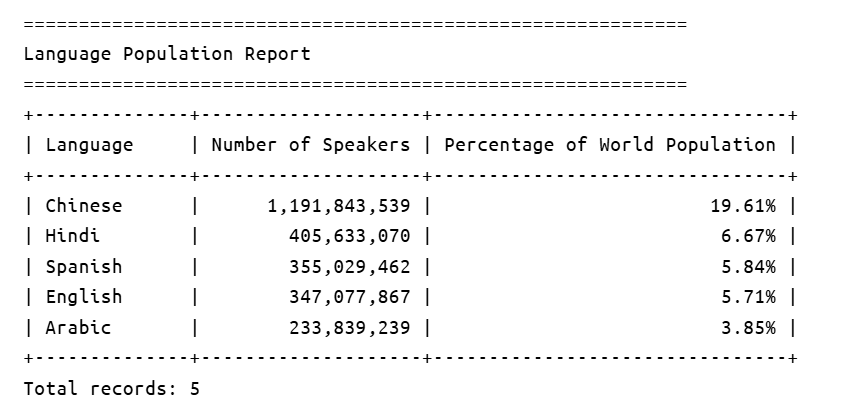 ============================================================
Language Population Report
============================================================
+--------------+--------------------+--------------------------------+
| Language     | Number of Speakers | Percentage of World Population |
+--------------+--------------------+--------------------------------+
| Chinese      |      1,191,843,539 |                         19.61% |
| Hindi        |        405,633,070 |                          6.67% |
| Spanish      |        355,029,462 |                          5.84% |
| English      |        347,077,867 |                          5.71% |
| Arabic       |        233,839,239 |                          3.85% |
+--------------+--------------------+--------------------------------+
Total records: 5